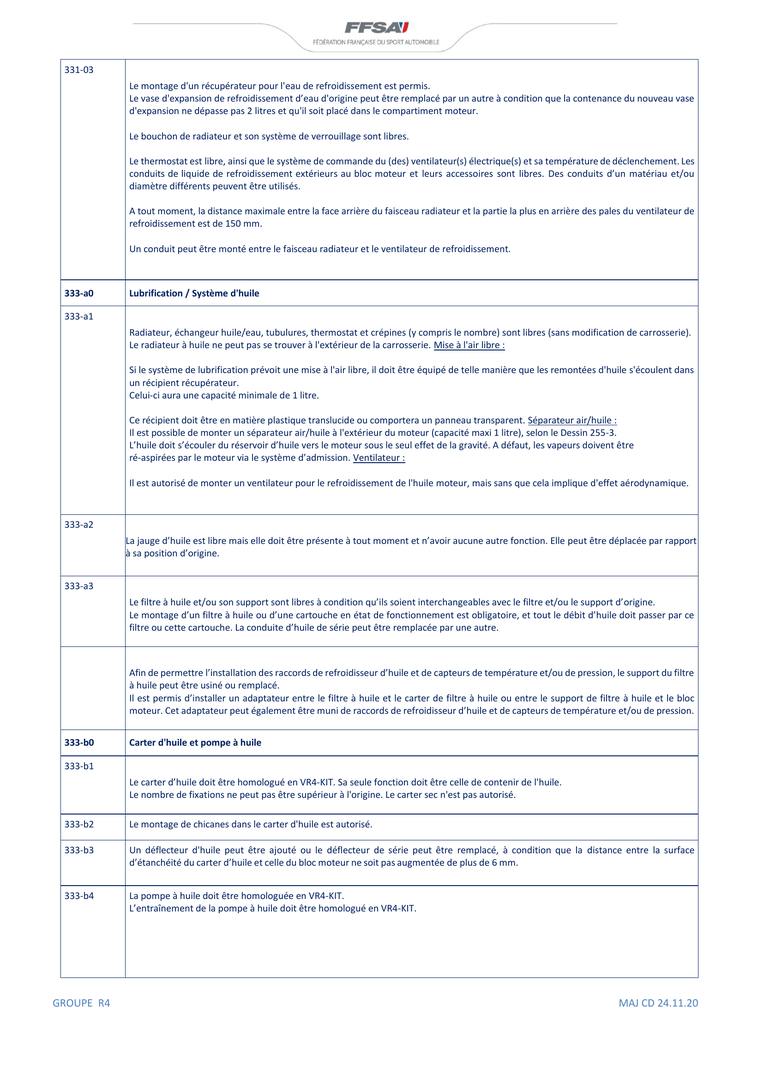 FFSA
FÉDÉRATION FRANÇAISE DU SPORT AUTOMOBILE
331-03
Le montage d'un récupérateur pour l'eau de refroidissement est permis.
Le vase d'expansion de refroidissement d'eau d'origine peut être remplacé par un autre à condition que la contenance du nouveau vase
d'expansion ne dépasse pas 2 litres et qu'il soit placé dans le compartiment moteur.
Le bouchon de radiateur et son système de verrouillage sont libres.
Le thermostat est libre, ainsi que le système de commande du (des) ventilateur(s) électrique(s) et sa température de déclenchement. Les
conduits de liquide de refroidissement extérieurs au bloc moteur et leurs accessoires sont libres. Des conduits d'un matériau et/ou
diamètre différents peuvent être utilisés.
A tout moment, la distance maximale entre la face arrière du faisceau radiateur et la partie la plus en arrière des pales du ventilateur de
refroidissement est de 150 mm.
Un conduit peut être monté entre le faisceau radiateur et le ventilateur de refroidissement.
333-a0 Lubrification / Système d'huile
333-a1
Radiateur, échangeur huile/eau, tubulures, thermostat et crépines (y compris le nombre) sont libres (sans modification de carrosserie).
Le radiateur à huile ne peut pas se trouver à l'extérieur de la carrosserie. Mise à l'air libre :
Si le système de lubrification prévoit une mise à l'air libre, il doit être équipé de telle manière que les remontées d'huile s'écoulent dans
un récipient récupérateur.
Celui-ci aura une capacité minimale de 1 litre.
Ce récipient doit être en matière plastique translucide ou comportera un panneau transparent. Séparateur air/huile :
Il est possible de monter un séparateur air/huile à l'extérieur du moteur (capacité maxi 1 litre), selon le Dessin 255-3.
L'huile doit s'écouler du réservoir d'huile vers le moteur sous le seul effet de la gravité. A défaut, les vapeurs doivent être
ré-aspirées par le moteur via le système d'admission. Ventilateur :
Il est autorisé de monter un ventilateur pour le refroidissement de l'huile moteur, mais sans que cela implique d'effet aérodynamique.
333-a2
La jauge d'huile est libre mais elle doit être présente à tout moment et n'avoir aucune autre fonction. Elle peut être déplacée par rapport
à sa position d'origine.
333-a3
Le filtre à huile et/ou son support sont libres à condition qu'ils soient interchangeables avec le filtre et/ou le support d'origine.
Le montage d'un filtre à huile ou d'une cartouche en état de fonctionnement est obligatoire, et tout le débit d'huile doit passer par ce
filtre ou cette cartouche. La conduite d'huile de série peut être remplacée par une autre.
Afin de permettre l'installation des raccords de refroidisseur d'huile et de capteurs de température et/ou de pression, le support du filtre
à huile peut être usiné ou remplacé.
Il est permis d'installer un adaptateur entre le filtre à huile et le carter de filtre à huile ou entre le support de filtre à huile et le bloc
moteur. Cet adaptateur peut également être muni de raccords de refroidisseur d'huile et de capteurs de température et/ou de pression.
333-b0 Carter d'huile et pompe à huile
333-b1
Le carter d'huile doit être homologué en VR4-KIT. Sa seule fonction doit être celle de contenir de l'huile.
Le nombre de fixations ne peut pas être supérieur à l'origine. Le carter sec n'est pas autorisé.
333-b2 Le montage de chicanes dans le carter d'huile est autorisé.
333-b3 Un déflecteur d'huile peut être ajouté ou le déflecteur de série peut être remplacé, à condition que la distance entre la surface
d'étanchéité du carter d'huile et celle du bloc moteur ne soit pas augmentée de plus de 6 mm.
333-b4 La pompe à huile doit être homologuée en VR4-KIT.
L'entraînement de la pompe à huile doit être homologué en VR4-KIT.
GROUPE R4 MAJ CD 24.11.20